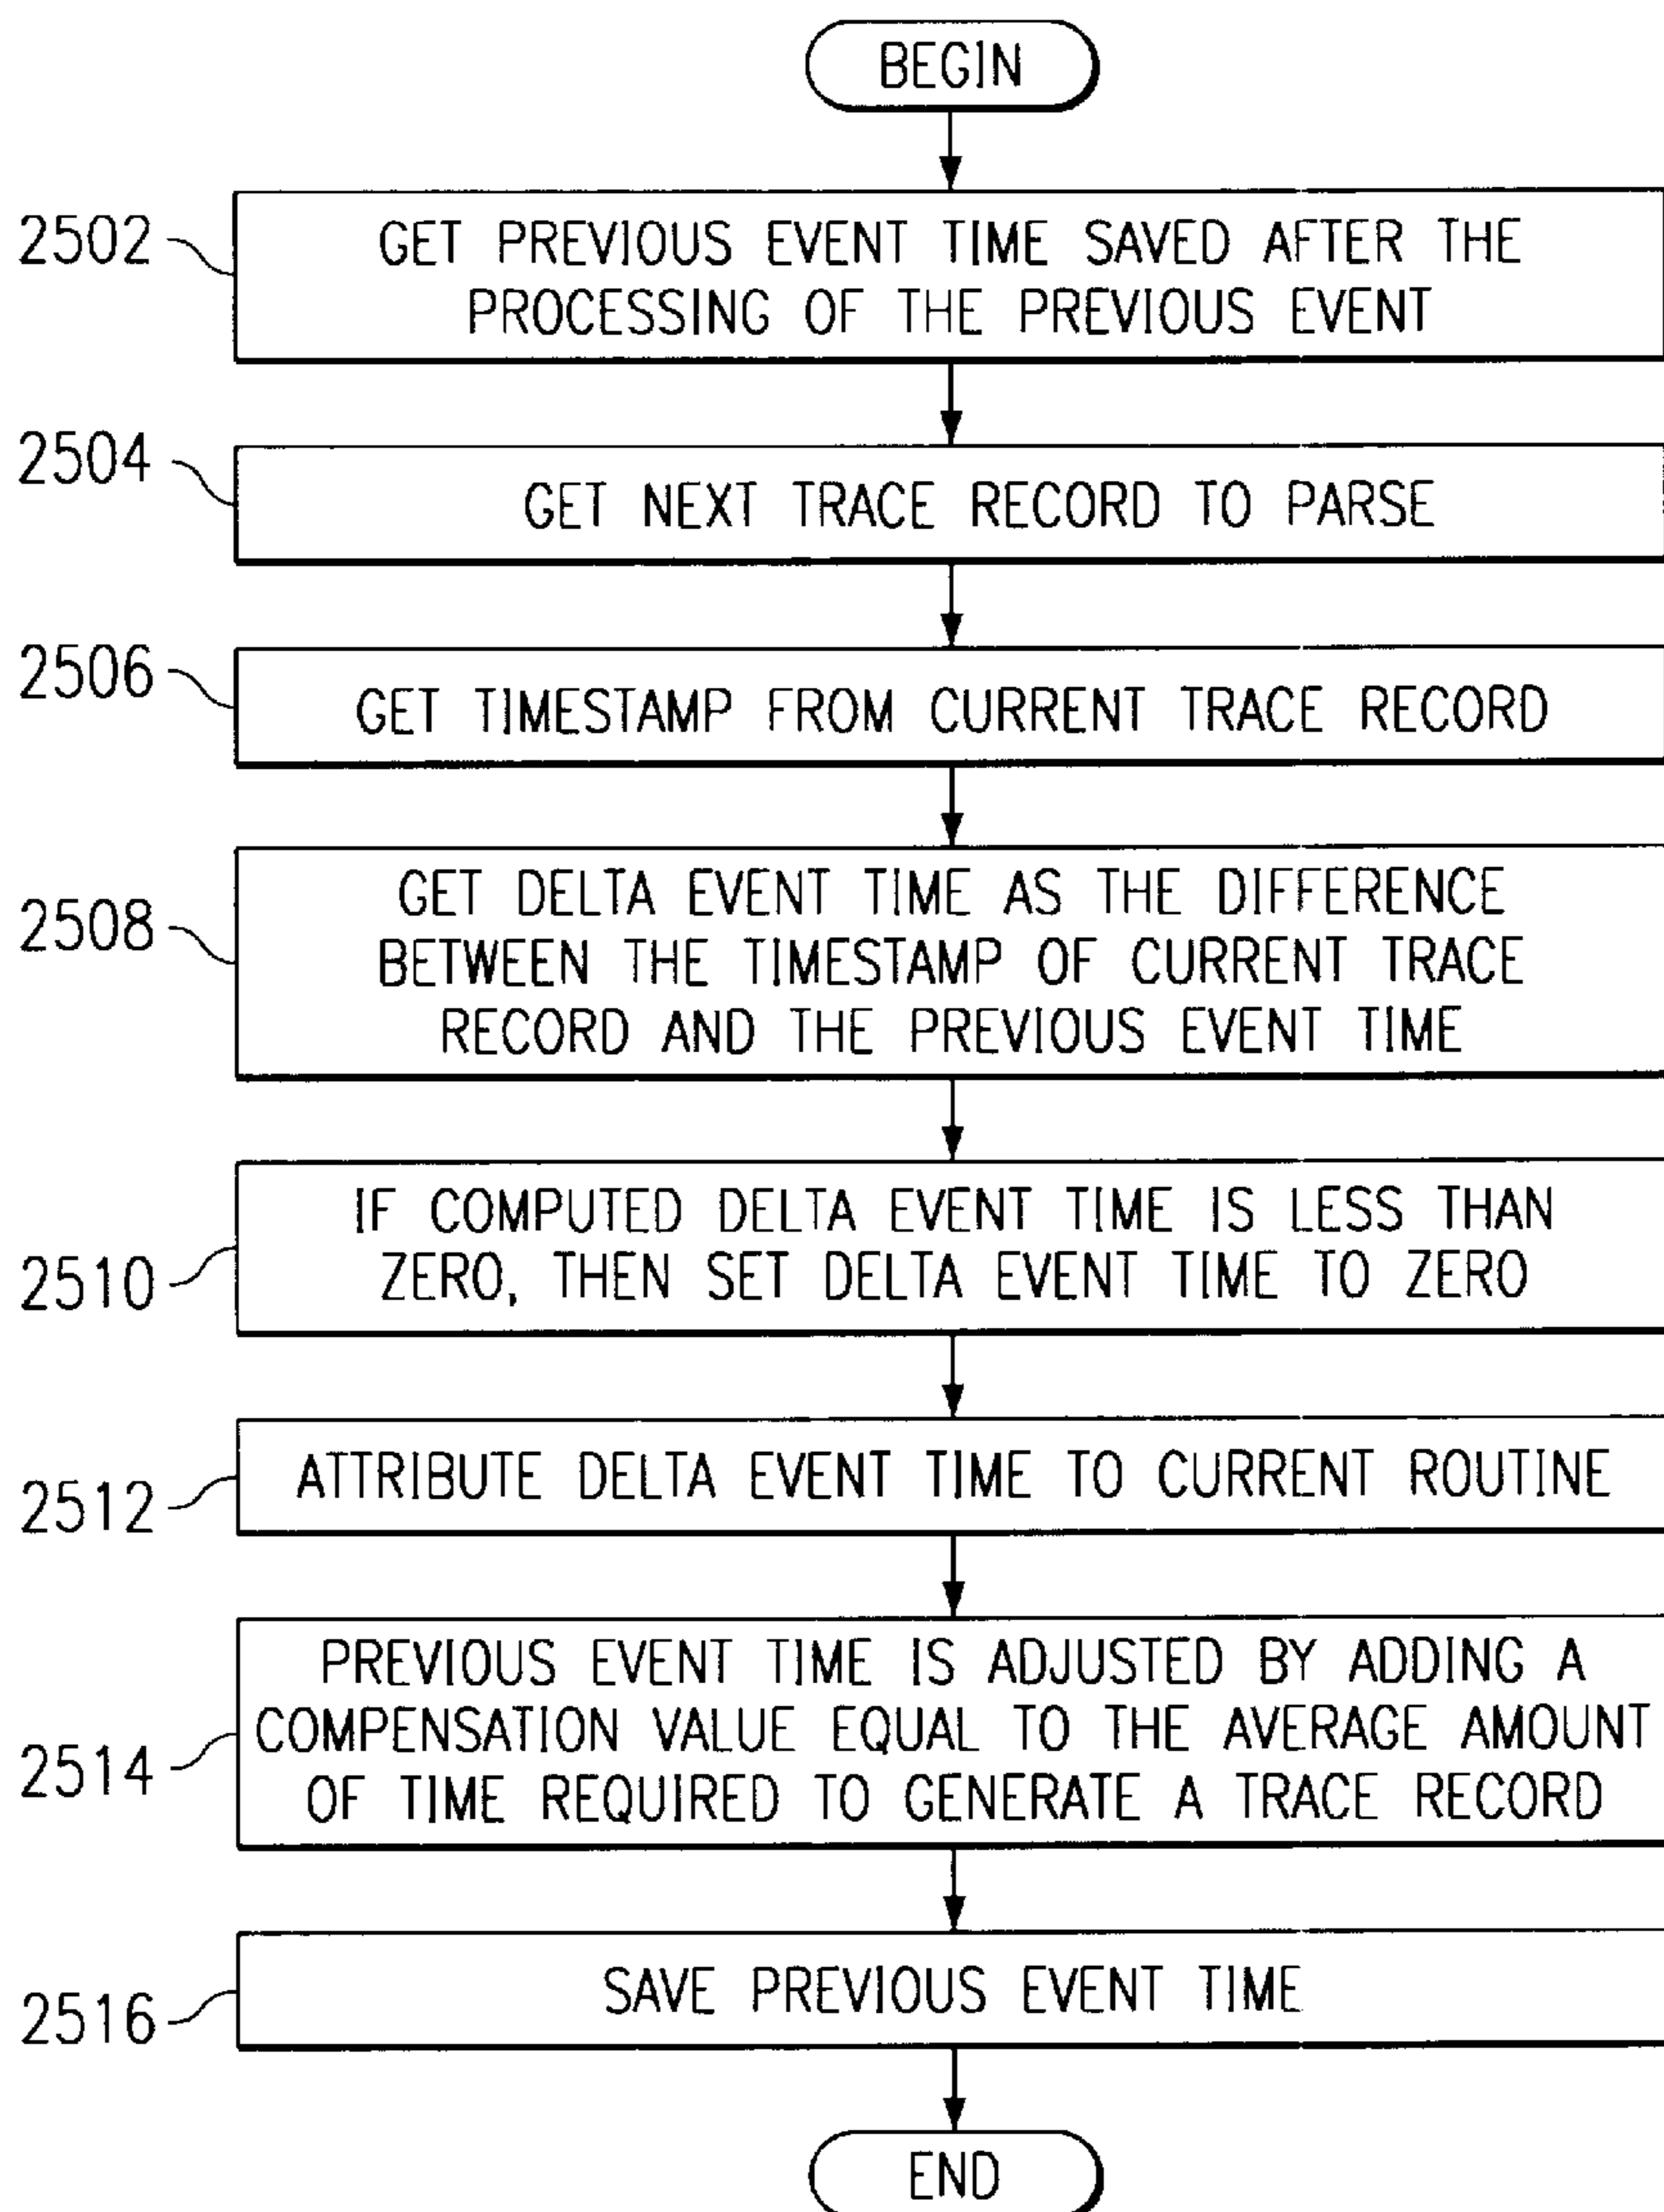 BEGIN
2502
GET PREVIOUS EVENT TIME SAVED AFTER THE
PROCESSING OF THE PREVIOUS EVENT
2504
GET NEXT TRACE RECORD TO PARSE
2506
GET TIMESTAMP FROM CURRENT TRACE RECORD
2508
GET DELTA EVENT TIME AS THE DIFFERENCE
BETWEEN THE TIMESTAMP OF CURRENT TRACE
RECORD AND THE PREVIOUS EVENT TIME
2510
IF COMPUTED DELTA EVENT TIME IS LESS THAN
ZERO, THEN SET DELTA EVENT TIME TO ZERO
2512
ATTRIBUTE DELTA EVENT TIME TO CURRENT ROUTINE
2514
PREVIOUS EVENT TIME IS ADJUSTED BY ADDING A
COMPENSATION VALUE EQUAL TO THE AVERAGE AMOUNT
OF TIME REQUIRED TO GENERATE A TRACE RECORD
2516
SAVE PREVIOUS EVENT TIME
END